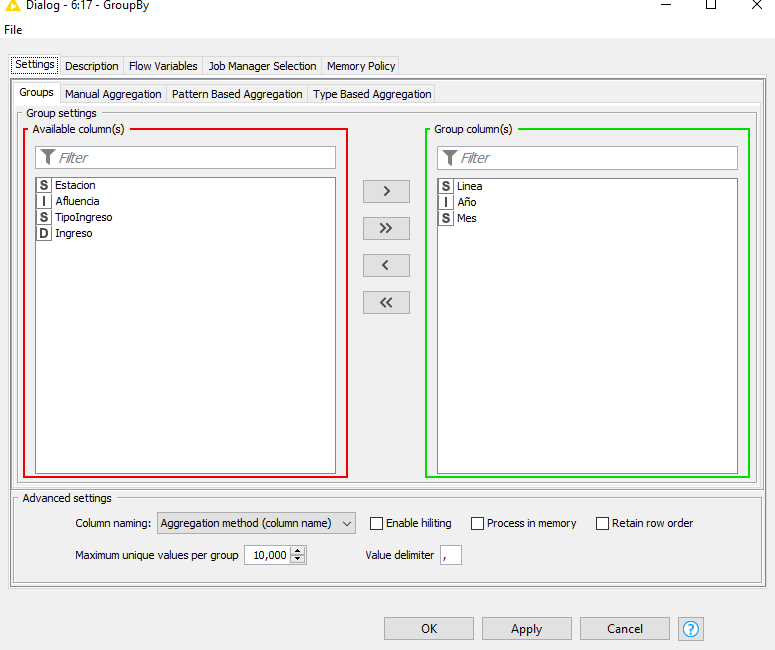 Dialog - 6:17 - GroupBy
File
Settings Description Flow Variables Job Manager Selection Memory Policy
Groups Manual Aggregation Pattern Based Aggregation Type Based Aggregation
Group settings
Available column(s)
Filter
S Estacion
I Afluencia
S TipoIngreso
D Ingreso
>
>>
<
<<
Group column(s)
Filter
S Linea
I Año
S Mes
Advanced settings
Column naming: Aggregation method (column name) Enable hiliting Process in memory Retain row order
Maximum unique values per group 10,000 Value delimiter ,
OK Apply Cancel ?